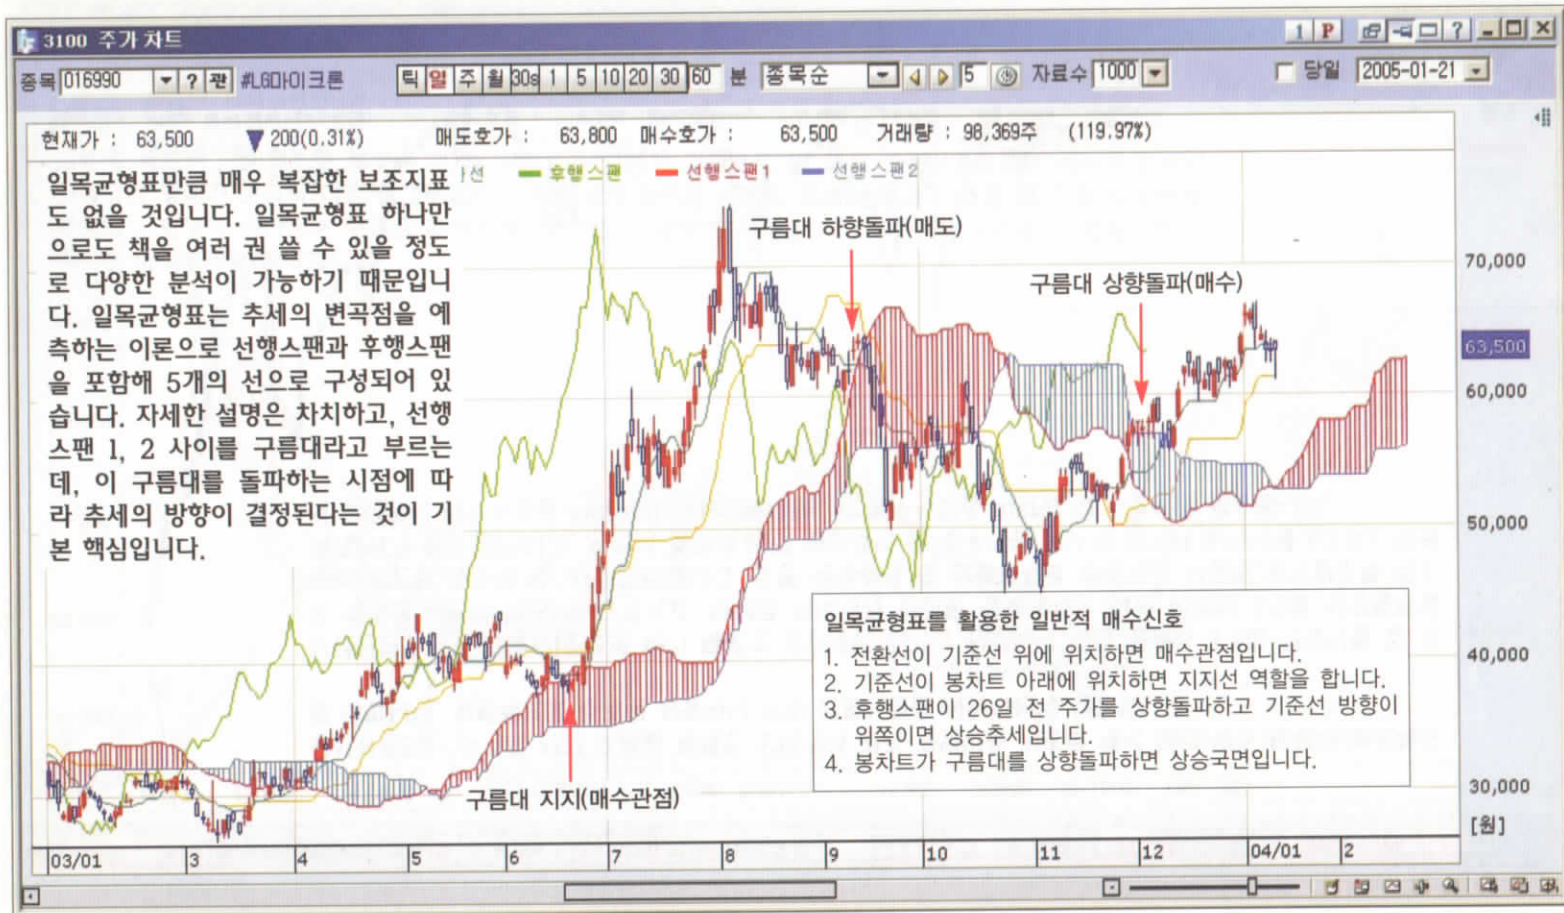 3100 주가차트
1 P ?
종목 016990 ? 관 #LG마이크론 틱 일 주 월 30s 1 5 10 20 30 60 분 종목순 5 자료수 1000 당일 2005-01-21
현재가 : 63,500 ▼ 200(0.31%) 매도호가 : 63,800 매수호가 : 63,500 거래량 : 98,369주 (119.97%)
선 후행스팬 선행스팬1 선행스팬2
일목균형표만큼 매우 복잡한 보조지표
도 없을 것입니다. 일목균형표 하나만
으로도 책을 여러 권 쓸 수 있을 정도
로 다양한 분석이 가능하기 때문입니
다. 일목균형표는 추세의 변곡점을 예
측하는 이론으로 선행스팬과 후행스팬
을 포함해 5개의 선으로 구성되어 있
습니다. 자세한 설명은 차치하고, 선행
스팬 1, 2 사이를 구름대라고 부르는
데, 이 구름대를 돌파하는 시점에 따
라 추세의 방향이 결정된다는 것이 기
본 핵심입니다.
구름대 하향돌파(매도)
구름대 상향돌파(매수)
70,000
63,500
60,000
50,000
40,000
30,000
[원]
일목균형표를 활용한 일반적 매수신호
1. 전환선이 기준선 위에 위치하면 매수관점입니다.
2. 기준선이 봉차트 아래에 위치하면 지지선 역할을 합니다.
3. 후행스팬이 26일 전 주가를 상향돌파하고 기준선 방향이
위쪽이면 상승추세입니다.
4. 봉차트가 구름대를 상향돌파하면 상승국면입니다.
구름대 지지(매수관점)
03/01 3 4 5 6 7 8 9 10 11 12 04/01 2